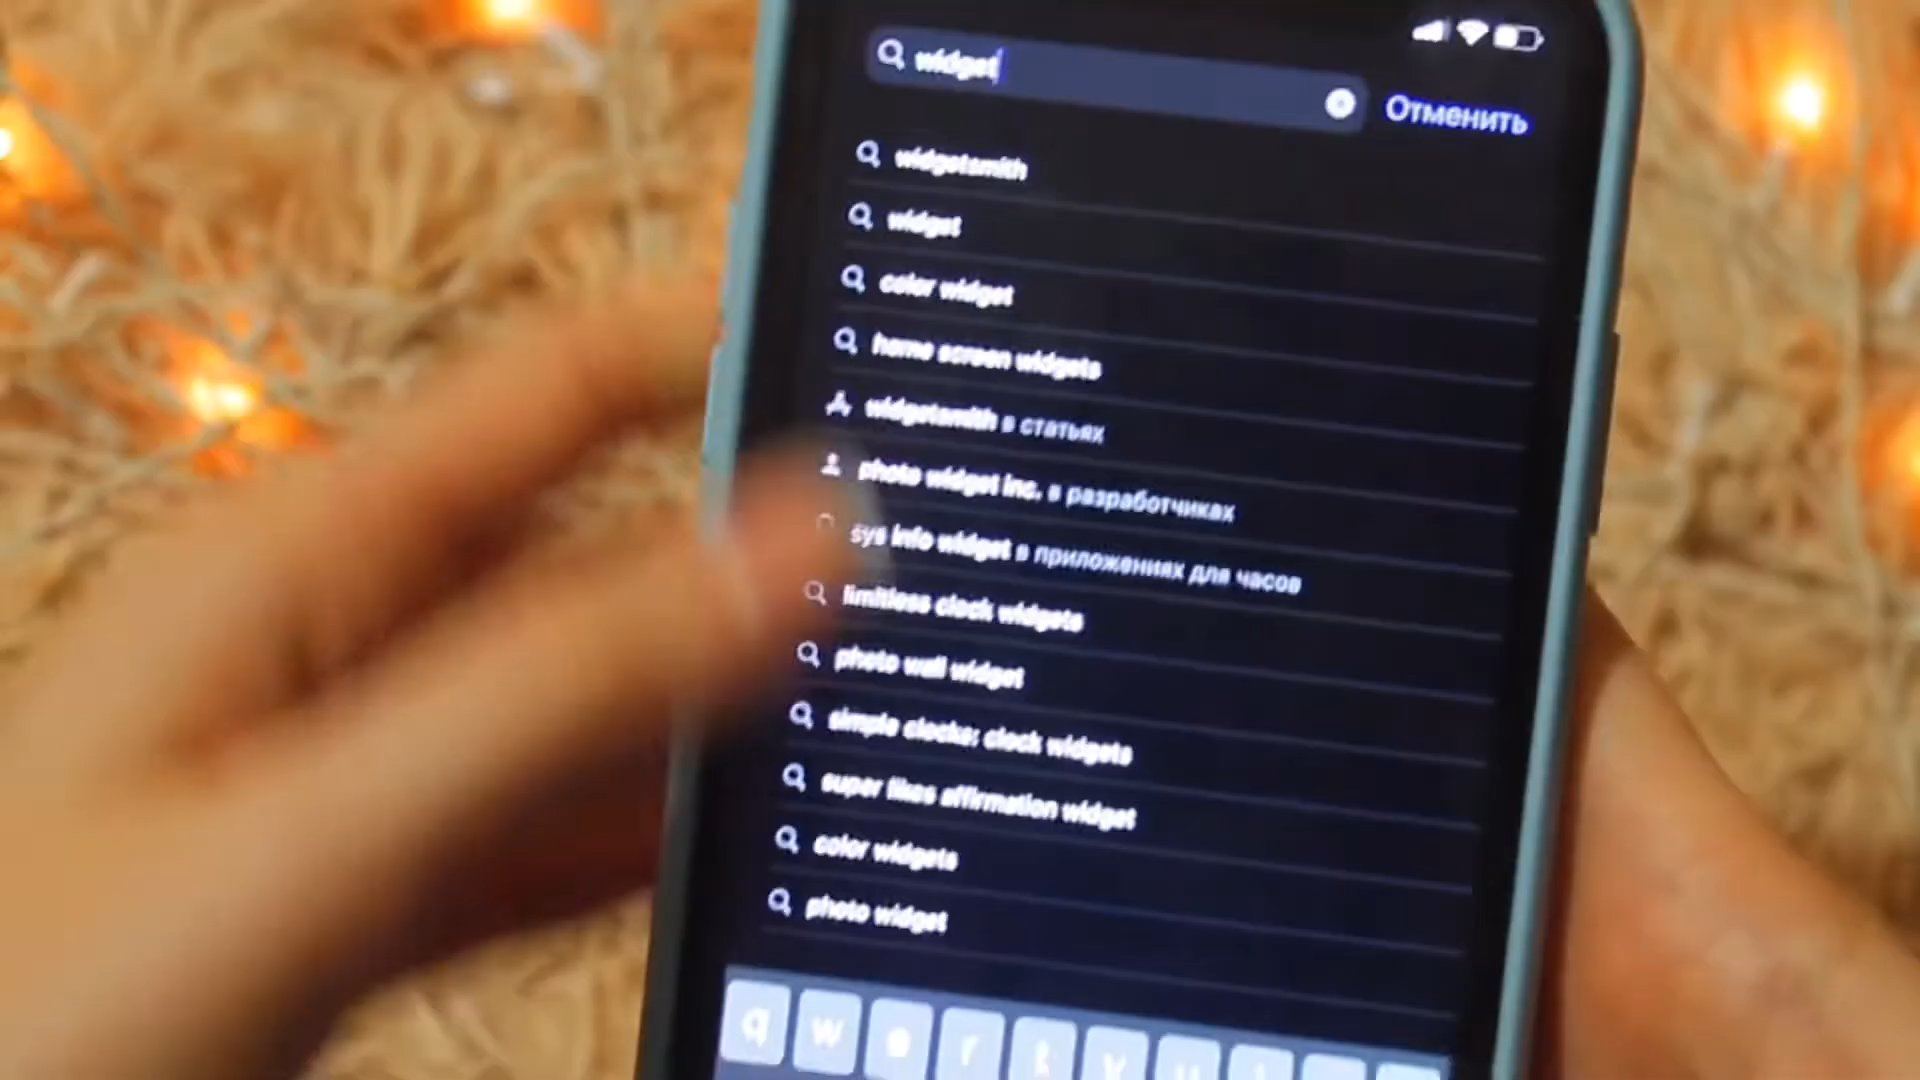 widget
Отменить
widgetsmith
widget
color widget
home screen widgets
widgetsmith в статьях
photo widget inc. в разработчиках
sys info widget в приложениях для часов
limitless clock widgets
photo wall widget
simple clocks: clock widgets
super likes affirmation widget
color widgets
photo widget
q w e r t y u